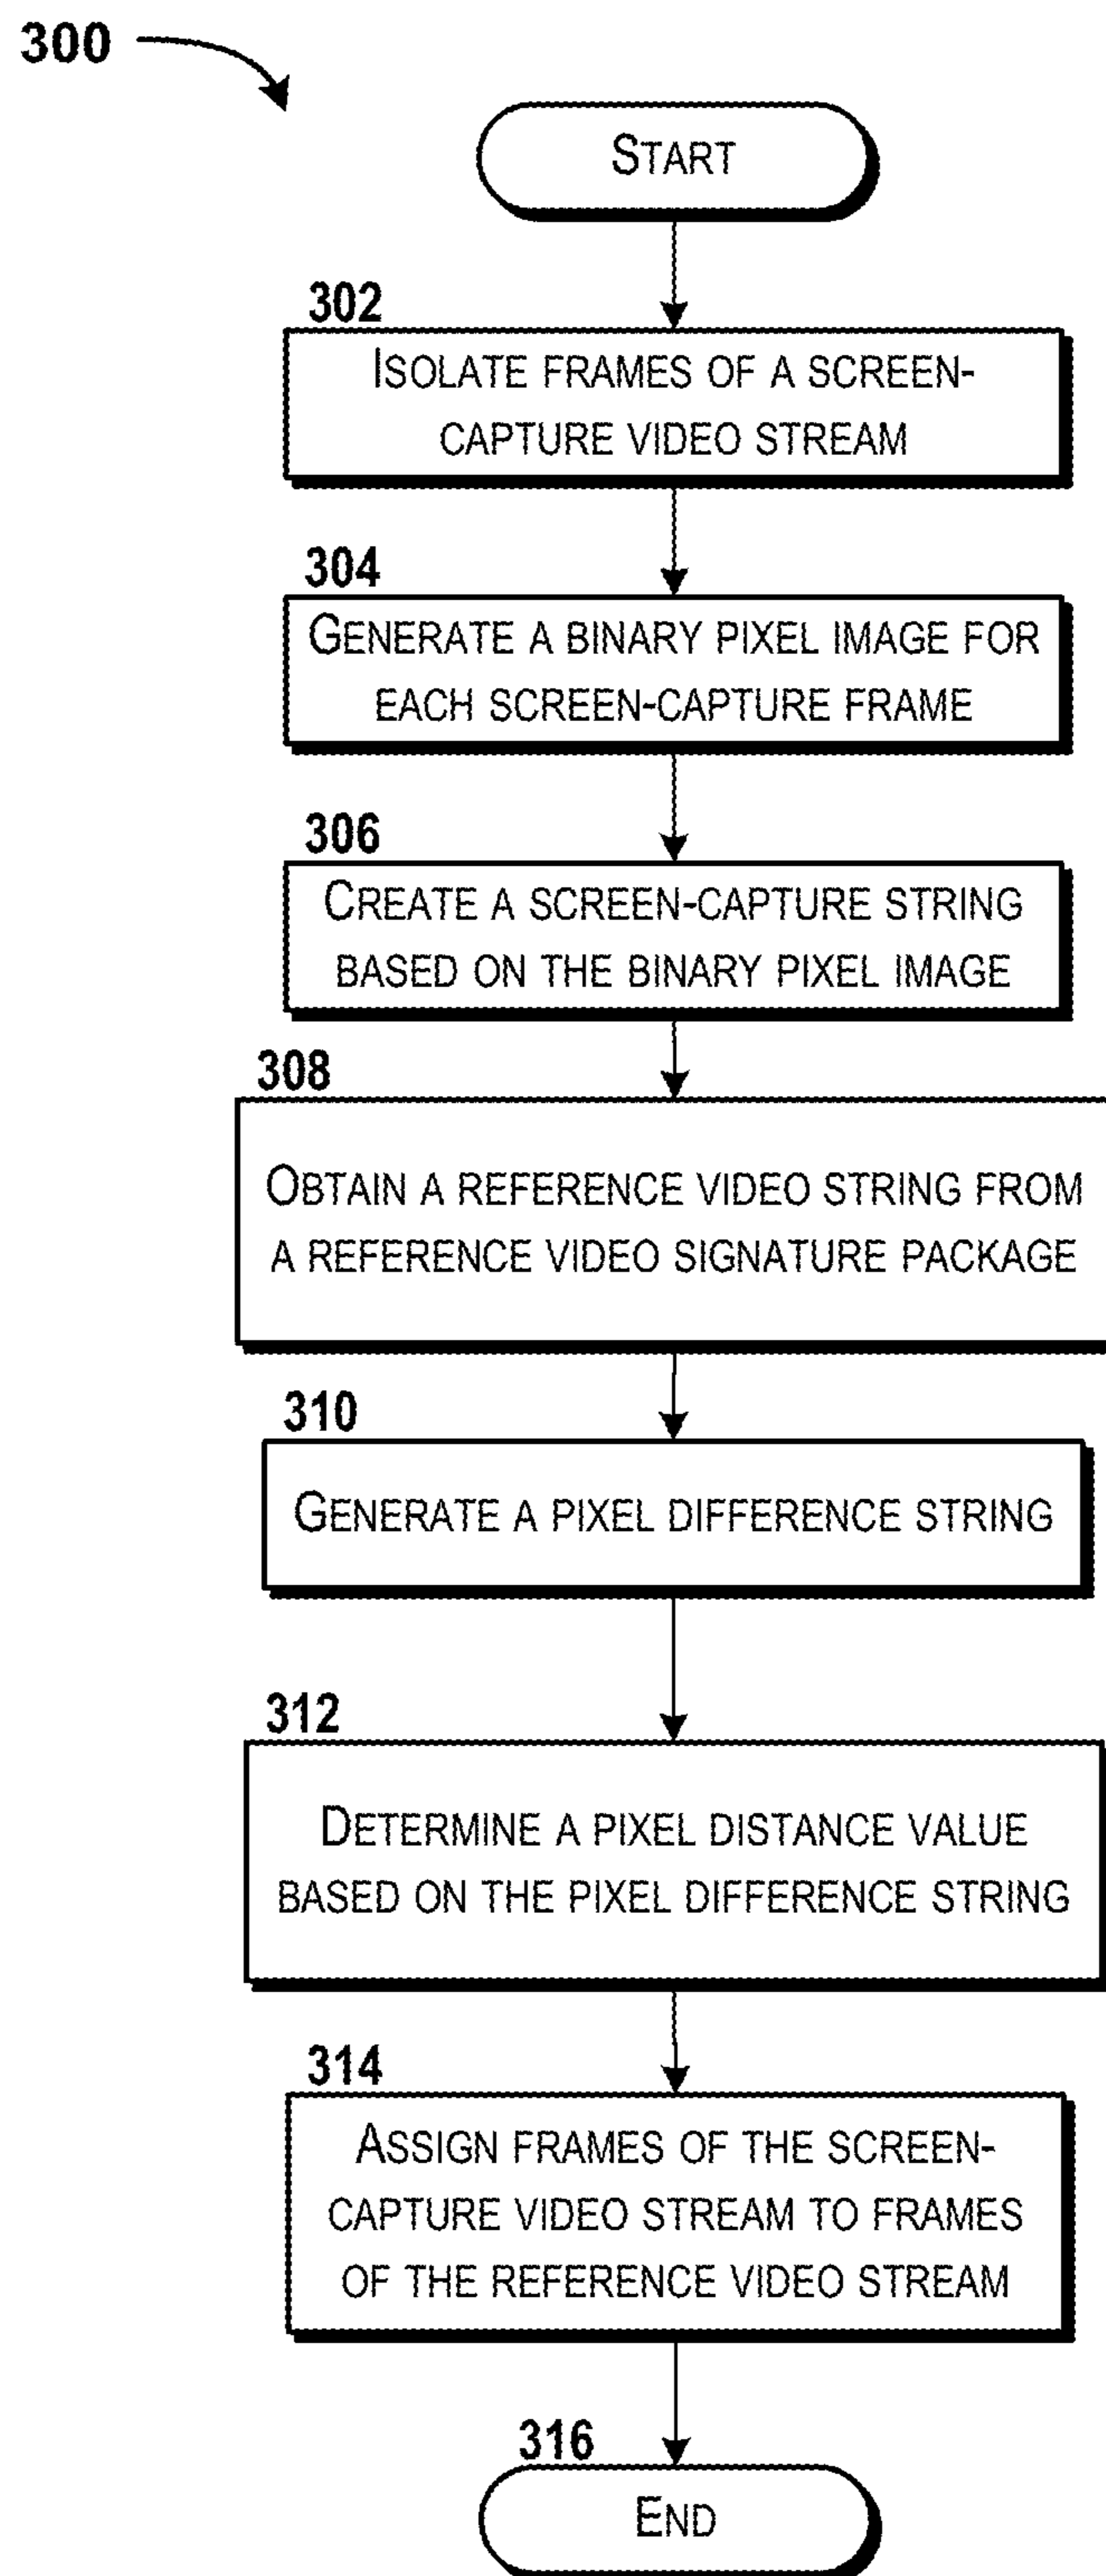 300
START
302
ISOLATE FRAMES OF A SCREEN-
CAPTURE VIDEO STREAM
304
GENERATE A BINARY PIXEL IMAGE FOR
EACH SCREEN-CAPTURE FRAME
306
CREATE A SCREEN-CAPTURE STRING
BASED ON THE BINARY PIXEL IMAGE
308
OBTAIN A REFERENCE VIDEO STRING FROM
A REFERENCE VIDEO SIGNATURE PACKAGE
310
GENERATE A PIXEL DIFFERENCE STRING
312
DETERMINE A PIXEL DISTANCE VALUE
BASED ON THE PIXEL DIFFERENCE STRING
314
ASSIGN FRAMES OF THE SCREEN-
CAPTURE VIDEO STREAM TO FRAMES
OF THE REFERENCE VIDEO STREAM
316
END